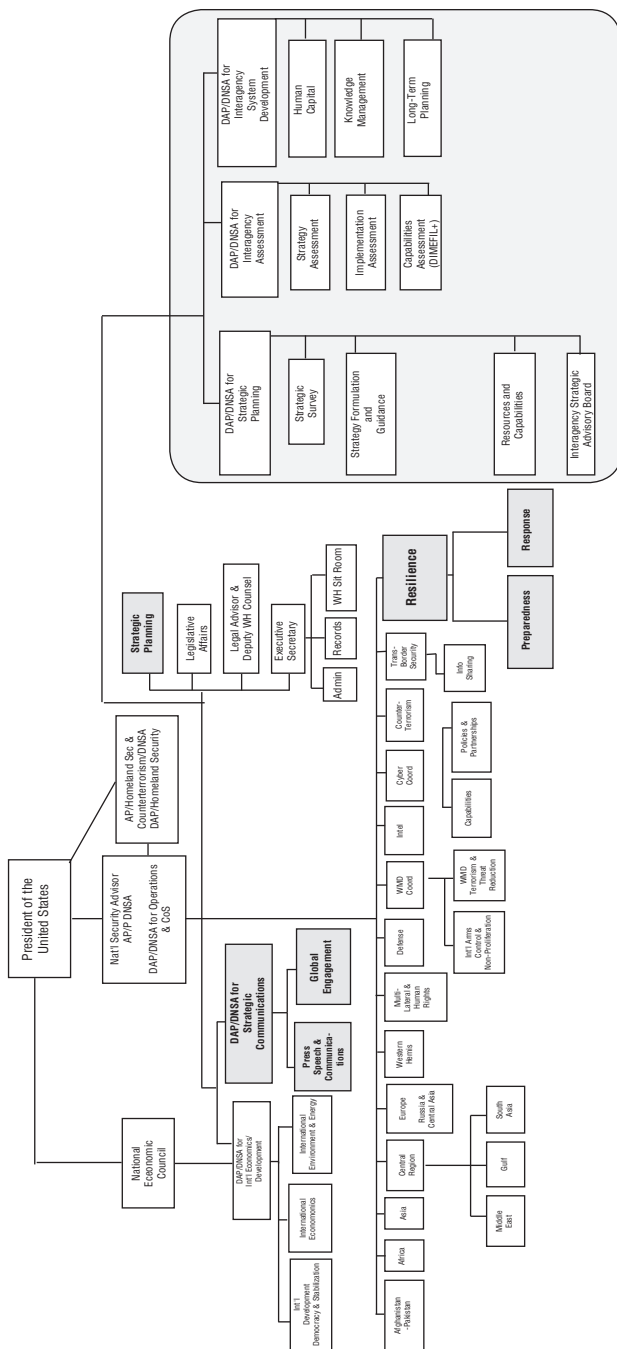 President of the
United States
National
Ececonomic
Council
Nat'l Security Advisor
AP/P DNSA
DAP/DNSA for Operations
& CoS
AP/Homeland Sec &
Counterterrorism/DNSA
DAP/Homeland Security
DAP/DNSA for
Int'l Economics/
Development
Int'l
Development
Democracy & Stabilization
International
Econnomics
International
Environment & Energy
DAP/DNSA for
Strategic
Communications
Press
Speech &
Communica-
tions
Global
Engagement
Strategic
Planning
Legislative
Affairs
Legal Advisor &
Deputy WH Counsel
Executive
Secretary
Admin
Records
WH Sit Room
Afghanistan
-Pakistan
Africa
Asia
Central
Region
Middle
East
Gulf
South
Asia
Europe
Russia &
Central Asia
Western
Hemis
Multi-
Lateral &
Human
Rights
Defense
WMD
Coord
Int'l Arms
Control &
Non-Proliferation
WMD
Terrorism &
Threat
Reduction
Intel
Cyber
Coord
Capabilities
Policies &
Partnerships
Counter-
Terrorism
Trans-
Border
Security
Info
Sharing
Resilience
Preparedness
Response
DAP/DNSA for
Strategic
Planning
Strategic
Survey
Strategy Formulation
and
Guidance
Resources and
Capabilities
Interagency Strategic
Advisory Board
DAP/DNSA for
Interagency
Assessment
Strategy
Assessment
Implementation
Assessment
Capabilities
Assessment
(DIMEFIL+)
DAP/DNSA for
Interagency
System
Development
Human
Capital
Knowledge
Management
Long-Term
Planning